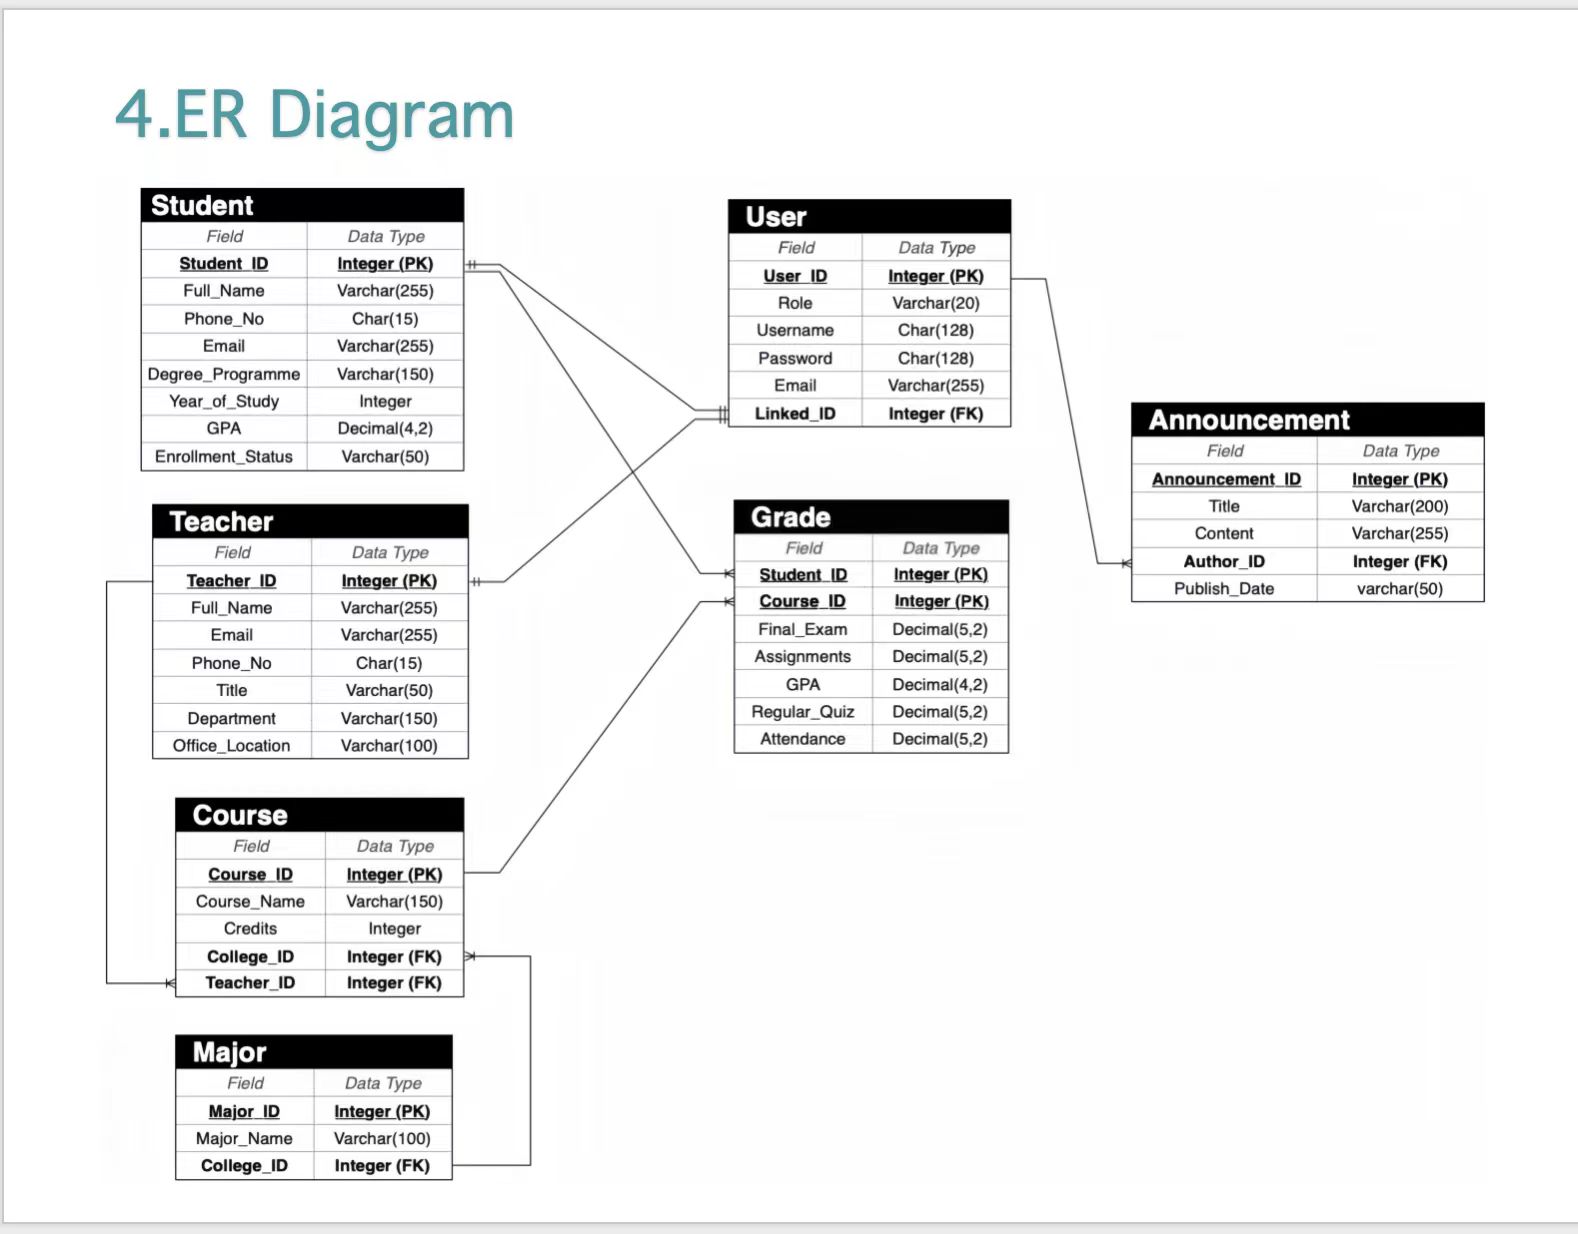 4.ER Diagram
Student
Field Data Type
Student_ID Integer (PK)
Full_Name Varchar(255)
Phone_No Char(15)
Email Varchar(255)
Degree_Programme Varchar(150)
Year_of_Study Integer
GPA Decimal(4,2)
Enrollment_Status Varchar(50)
Teacher
Field Data Type
Teacher_ID Integer (PK)
Full_Name Varchar(255)
Email Varchar(255)
Phone_No Char(15)
Title Varchar(50)
Department Varchar(150)
Office_Location Varchar(100)
Course
Field Data Type
Course_ID Integer (PK)
Course_Name Varchar(150)
Credits Integer
College_ID Integer (FK)
Teacher_ID Integer (FK)
Major
Field Data Type
Major_ID Integer (PK)
Major_Name Varchar(100)
College_ID Integer (FK)
User
Field Data Type
User_ID Integer (PK)
Role Varchar(20)
Username Char(128)
Password Char(128)
Email Varchar(255)
Linked_ID Integer (FK)
Grade
Field Data Type
Student_ID Integer (PK)
Course_ID Integer (PK)
Final_Exam Decimal(5,2)
Assignments Decimal(5,2)
GPA Decimal(4,2)
Regular_Quiz Decimal(5,2)
Attendance Decimal(5,2)
Announcement
Field Data Type
Announcement_ID Integer (PK)
Title Varchar(200)
Content Varchar(255)
Author_ID Integer (FK)
Publish_Date varchar(50)